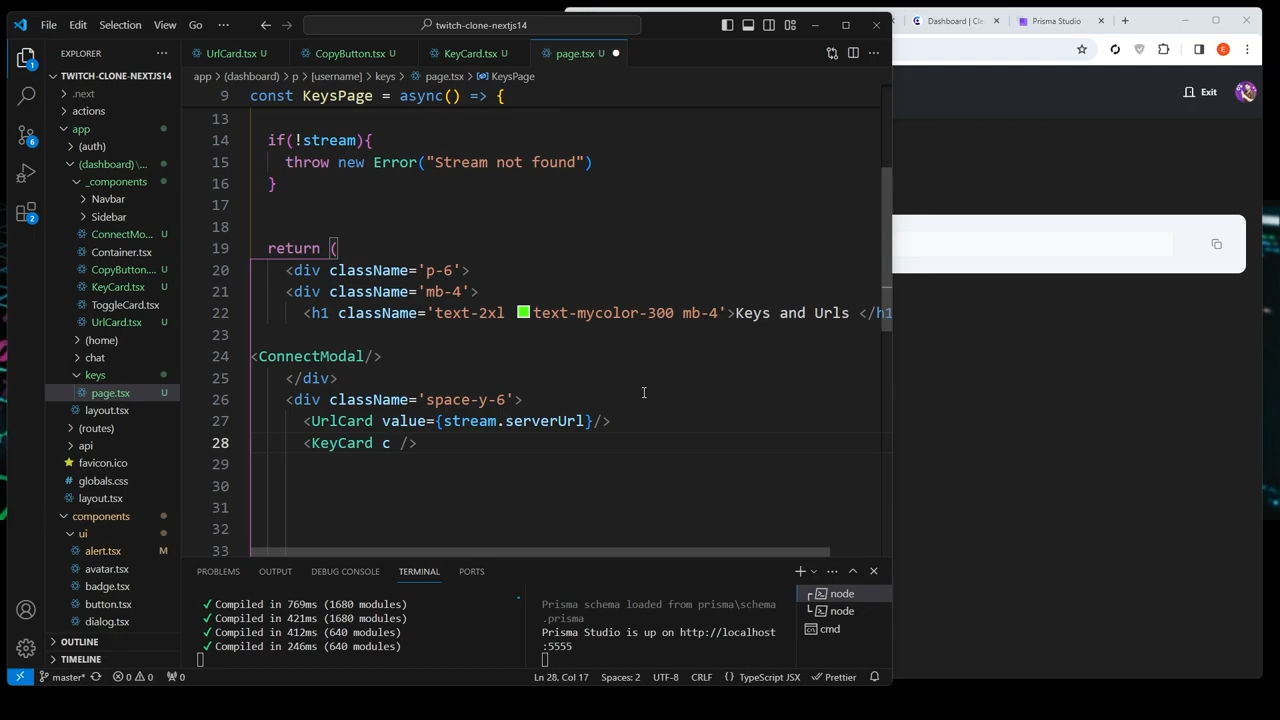 File Edit Selection View Go ...
twitch-clone-nextjs14
Dashboard | Cle
Prisma Studio
E
EXPLORER
UrlCard.tsx U
CopyButton.tsx U
KeyCard.tsx U
page.tsx U
TWITCH-CLONE-NEXTJS14
.next
actions
app
(auth)
(dashboard) \...
_components
Navbar
Sidebar
ConnectMo... U
Container.tsx
CopyButton.... U
KeyCard.tsx U
ToggleCard.tsx
UrlCard.tsx U
(home)
chat
keys
page.tsx U
layout.tsx
(routes)
api
favicon.ico
globals.css
layout.tsx
components
ui
alert.tsx M
avatar.tsx
badge.tsx
button.tsx
dialog.tsx
OUTLINE
TIMELINE
1
6
2
app > (dashboard) > p > [username] > keys > page.tsx > KeysPage
9 const KeysPage = async() => {
13
14 if(!stream){
15 throw new Error("Stream not found")
16 }
17
18
19 return (
20 <div className='p-6'>
21 <div className='mb-4'>
22 <h1 className='text-2xl text-mycolor-300 mb-4'>Keys and Urls </h1
23
24 <ConnectModal/>
25 </div>
26 <div className='space-y-6'>
27 <UrlCard value={stream.serverUrl}/>
28 <KeyCard c />
29
30
31
32
33
PROBLEMS OUTPUT DEBUG CONSOLE TERMINAL PORTS
✓ Compiled in 769ms (1680 modules)
✓ Compiled in 421ms (1680 modules)
✓ Compiled in 412ms (640 modules)
✓ Compiled in 246ms (640 modules)
Prisma schema loaded from prisma\schema
.prisma
Prisma Studio is up on http://localhost
:5555
node
node
cmd
master* 0 0 0
Ln 28, Col 17 Spaces: 2 UTF-8 CRLF {} TypeScript JSX Prettier
Exit